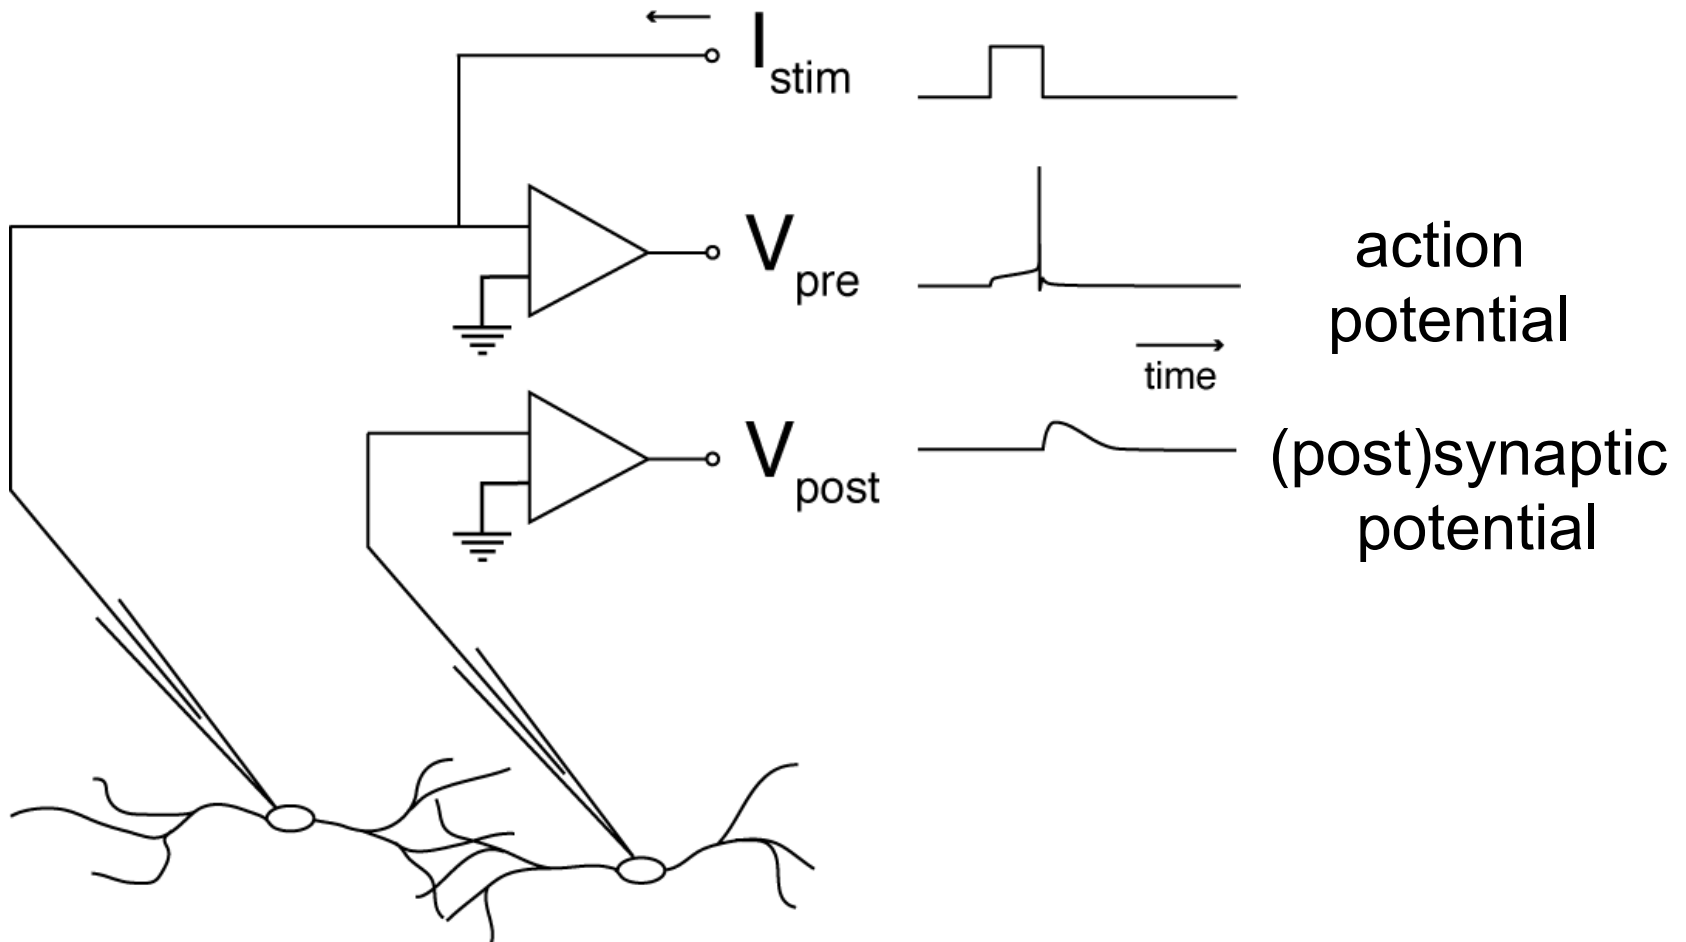 I stim
V pre
action
potential
time
V post
(post)synaptic
potential